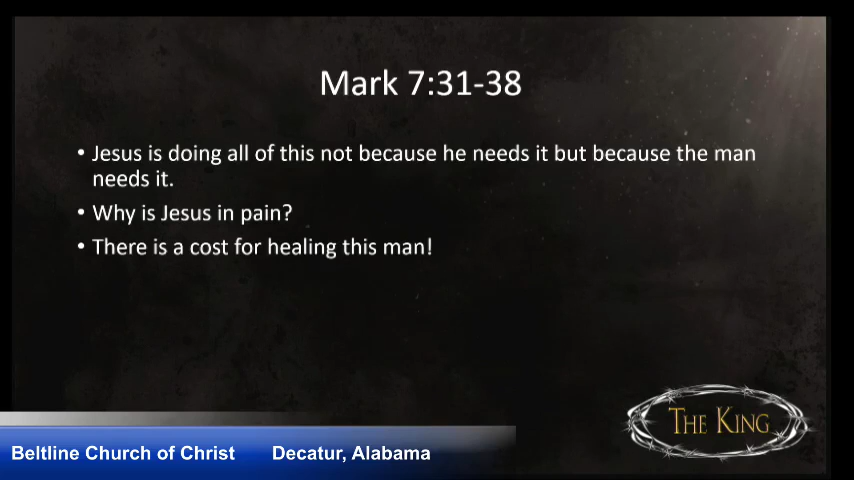 Mark 7:31-38
• Jesus is doing all of this not because he needs it but because the man
needs it.
• Why is Jesus in pain?
• There is a cost for healing this man!
THE KING
Beltline Church of Christ Decatur, Alabama